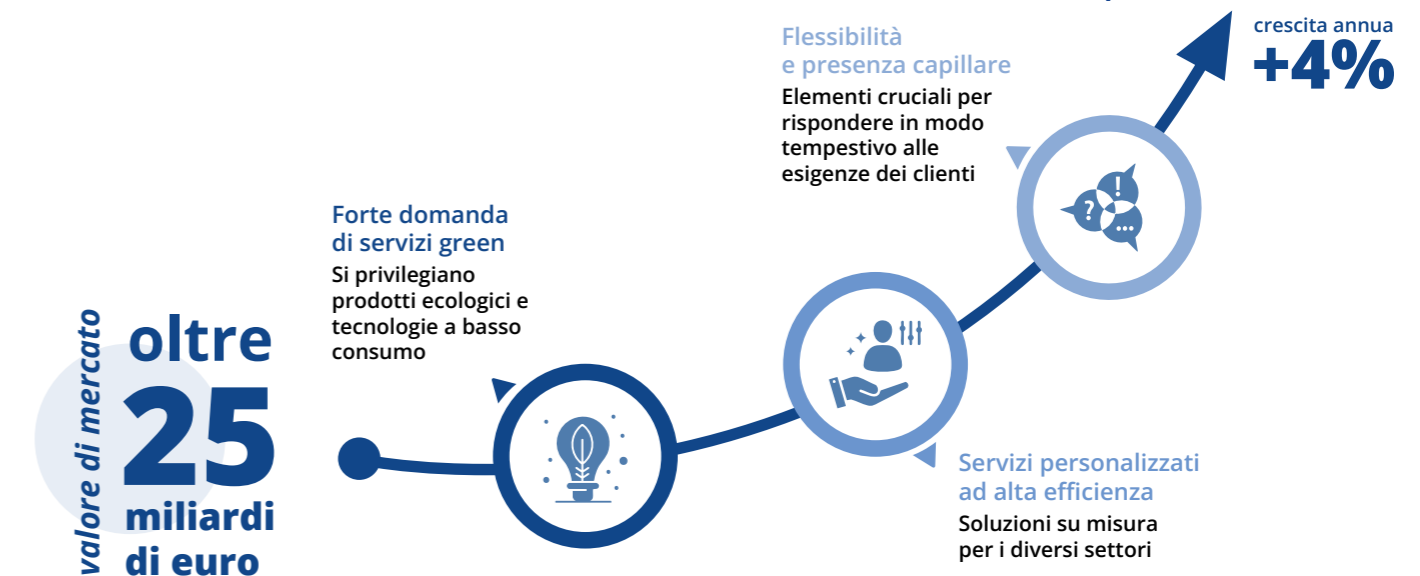 valore di mercato
oltre
25
miliardi
di euro
Forte domanda
di servizi green
Si privilegiano
prodotti ecologici e
tecnologie a basso
consumo
Servizi personalizzati
ad alta efficienza
Soluzioni su misura
per i diversi settori
Flessibilità
e presenza capillare
Elementi cruciali per
rispondere in modo
tempestivo alle
esigenze dei clienti
?
!
...
crescita annua
+4%